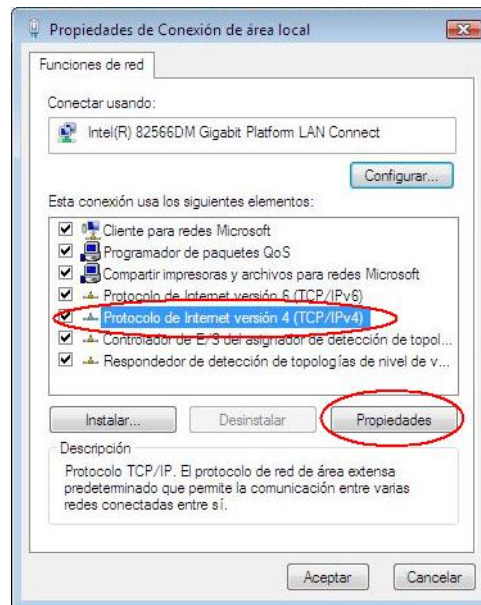 Propiedades de Conexión de área local
Funciones de red
Conectar usando:
Intel(R) 82566DM Gigabit Platform LAN Connect
Configurar...
Esta conexión usa los siguientes elementos:
Cliente para redes Microsoft
Programador de paquetes QoS
Compartir impresoras y archivos para redes Microsoft
Protocolo de Internet versión 6 (TCP/IPv6)
Protocolo de Internet versión 4 (TCP/IPv4)
Controlador de E/S del asignador de detección de topol...
Respondedor de detección de topologías de nivel de v...
Instalar...
Desinstalar
Propiedades
Descripción
Protocolo TCP/IP. El protocolo de red de área extensa
predeterminado que permite la comunicación entre varias
redes conectadas entre sí.
Aceptar
Cancelar